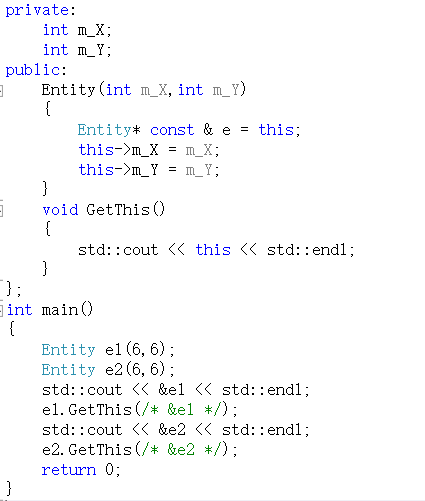 private:
    int m_X;
    int m_Y;
public:
    Entity(int m_X,int m_Y)
    {
        Entity* const & e = this;
        this->m_X = m_X;
        this->m_Y = m_Y;
    }
    void GetThis()
    {
        std::cout << this << std::endl;
    }
};
int main()
{
    Entity e1(6,6);
    Entity e2(6,6);
    std::cout << &e1 << std::endl;
    e1.GetThis(/* &e1 */);
    std::cout << &e2 << std::endl;
    e2.GetThis(/* &e2 */);
    return 0;
}